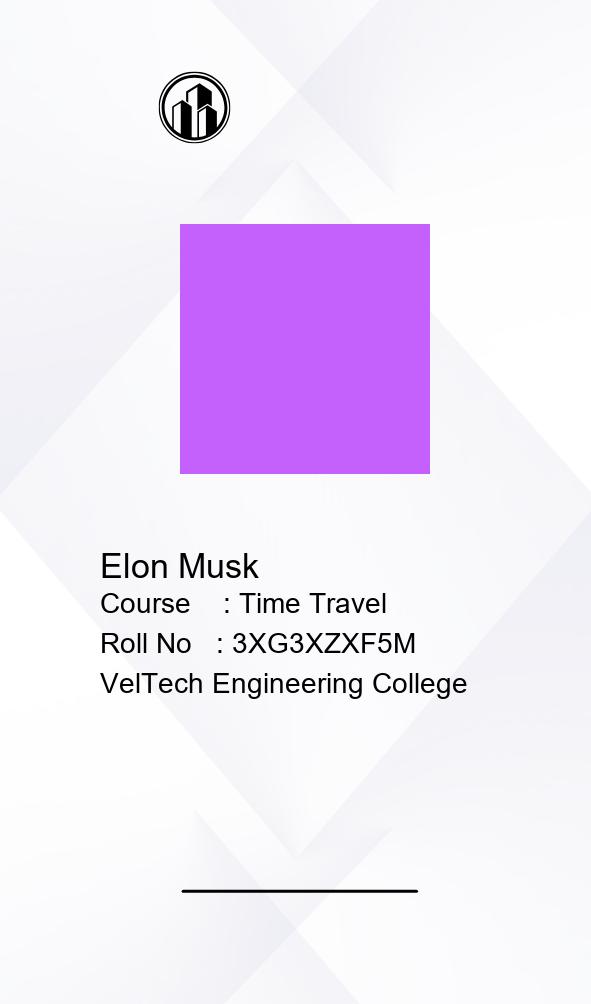 Elon Musk
Course : Time Travel
Roll No : 3XG3XZXF5M
VelTech Engineering College